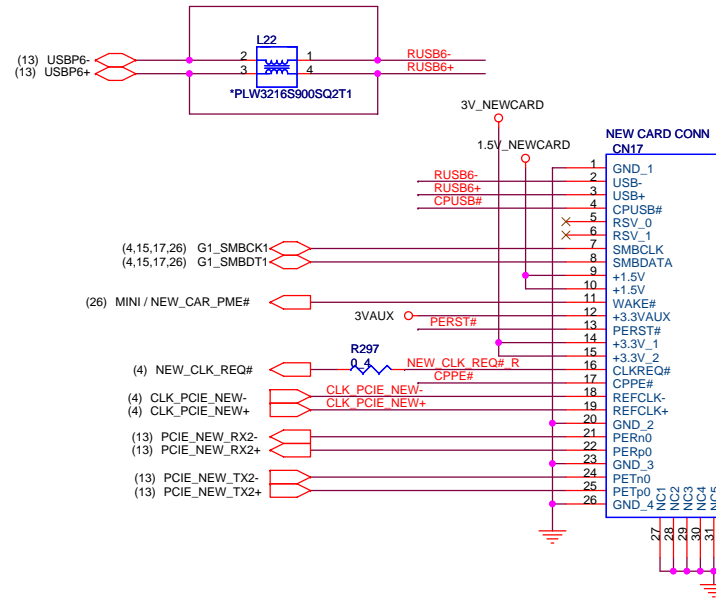 L22
(13) USBP6- 2 1 RUSB6-
(13) USBP6+ 3 4 RUSB6+
*PLW3216S900SQ2T1
3V_NEWCARD
1.5V_NEWCARD
NEW CARD CONN
CN17
1 GND_1
RUSB6- 2 USB-
RUSB6+ 3 USB+
CPUSB# 4 CPUSB#
5 RSV_0
6 RSV_1
(4,15,17,26) G1_SMBCK1 7 SMBCLK
(4,15,17,26) G1_SMBDT1 8 SMBDATA
9 +1.5V
10 +1.5V
(26) MINI / NEW_CAR_PME# 11 WAKE#
3VAUX 12 +3.3VAUX
PERST# 13 PERST#
14 +3.3V_1
R297 15 +3.3V_2
(4) NEW_CLK_REQ# 0_4 NEW_CLK_REQ#_R 16 CLKREQ#
CPPE# 17 CPPE#
(4) CLK_PCIE_NEW- CLK_PCIE_NEW- 18 REFCLK-
(4) CLK_PCIE_NEW+ CLK_PCIE_NEW+ 19 REFCLK+
20 GND_2
(13) PCIE_NEW_RX2- 21 PERn0
(13) PCIE_NEW_RX2+ 22 PERp0
23 GND_3
(13) PCIE_NEW_TX2- 24 PETn0
(13) PCIE_NEW_TX2+ 25 PETp0
26 GND_4
NC1 NC2 NC3 NC4 NC5
27 28 29 30 31